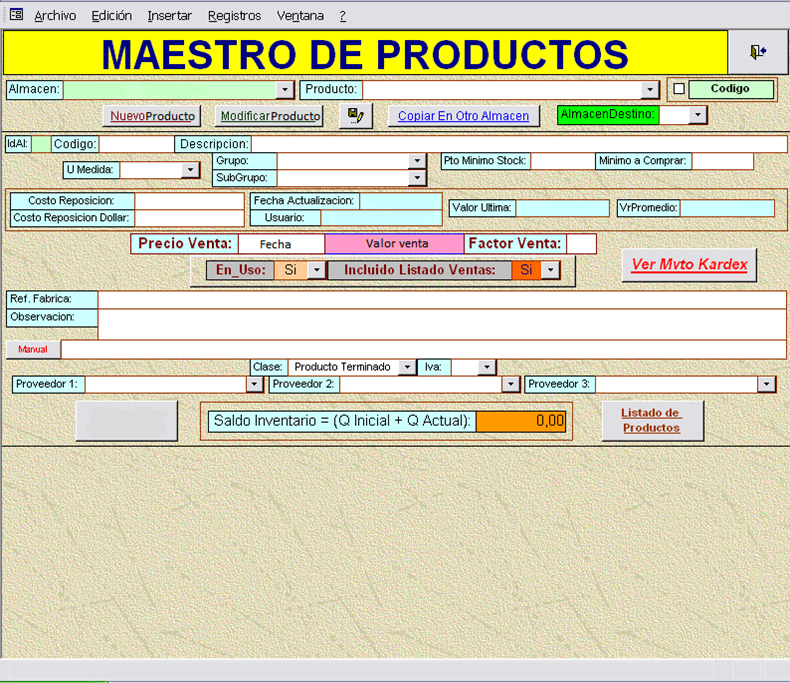 Archivo Edición Insertar Registros Ventana ?
MAESTRO DE PRODUCTOS
Almacen: Producto: Codigo
NuevoProducto ModificarProducto Copiar En Otro Almacen AlmacenDestino:
IdAl: Codigo: Descripcion:
U Medida: Grupo: Pto Minimo Stock: Minimo a Comprar:
SubGrupo:
Costo Reposicion: Fecha Actualizacion: Valor Ultima: VrPromedio:
Costo Reposicion Dollar: Usuario:
Precio Venta: Fecha Valor venta Factor Venta:
En_Uso: Si Incluido Listado Ventas: Si Ver Mvto Kardex
Ref. Fabrica:
Observacion:
Manual
Clase: Producto Terminado Iva:
Proveedor 1: Proveedor 2: Proveedor 3:
Saldo Inventario = (Q Inicial + Q Actual): 0,00 Listado de
Productos